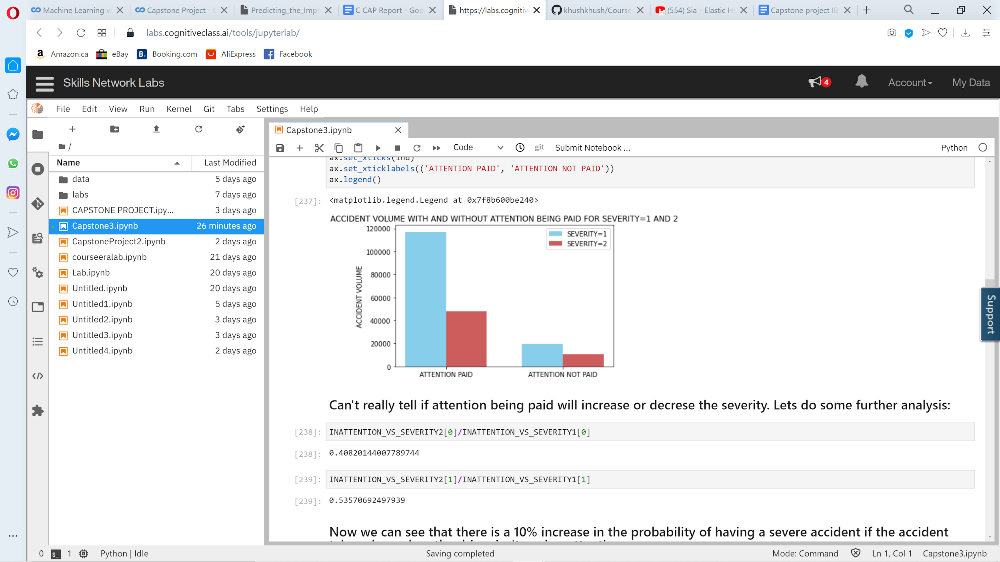 Machine Learning w
Capstone Project - C
Predicting_the_Impr
C CAP Report - Goo
https://labs.cognitiv
khushkhush/Course
(554) Sia - Elastic He
Capstone project IB
labs.cognitiveclass.ai/tools/jupyterlab/
Amazon.ca
eBay
Booking.com
AliExpress
Facebook
Skills Network Labs
4
Account
My Data
File Edit View Run Kernel Git Tabs Settings Help
/
Name Last Modified
data 5 days ago
labs 7 days ago
CAPSTONE PROJECT.ipy... 3 days ago
Capstone3.ipynb 26 minutes ago
CapstoneProject2.ipynb 2 days ago
courseeralab.ipynb 21 days ago
Lab.ipynb 20 days ago
Untitled.ipynb 20 days ago
Untitled1.ipynb 5 days ago
Untitled2.ipynb 3 days ago
Untitled3.ipynb 3 days ago
Untitled4.ipynb 2 days ago
Capstone3.ipynb
Code
git
Submit Notebook ...
Python
ax.set_xticks(ind)
ax.set_xticklabels(('ATTENTION PAID', 'ATTENTION NOT PAID'))
ax.legend()
[237]: <matplotlib.legend.Legend at 0x7f8b600be240>
ACCIDENT VOLUME WITH AND WITHOUT ATTENTION BEING PAID FOR SEVERITY=1 AND 2
120000
100000
80000
60000
40000
20000
0
ACCIDENT VOLUME
SEVERITY=1
SEVERITY=2
ATTENTION PAID
ATTENTION NOT PAID
Can't really tell if attention being paid will increase or decrese the severity. Lets do some further analysis:
[238]: INATTENTION_VS_SEVERITY2[0]/INATTENTION_VS_SEVERITY1[0]
[238]: 0.40820144007789744
[239]: INATTENTION_VS_SEVERITY2[1]/INATTENTION_VS_SEVERITY1[1]
[239]: 0.53570692497939
Now we can see that there is a 10% increase in the probability of having a severe accident if the accident
Support
0
$_
1
Python | Idle
Saving completed
Mode: Command
Ln 1, Col 1
Capstone3.ipynb